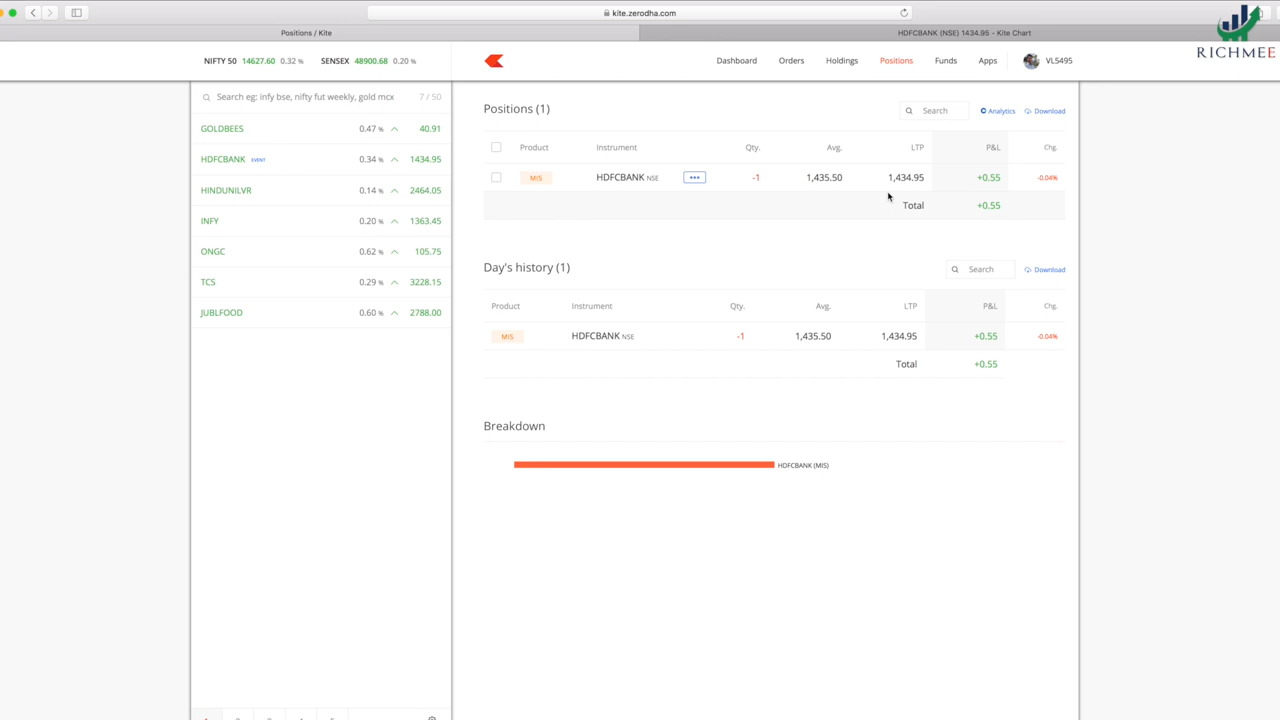 kite.zerodha.com
Positions / Kite
HDFCBANK (NSE) 1434.95 - Kite Chart
RICHMEE
NIFTY 50 14627.60 0.32 % SENSEX 48900.68 0.20 %
Dashboard Orders Holdings Positions Funds Apps VL5495
Search eg: infy bse, nifty fut weekly, gold mcx 7 / 50
GOLDBEES 0.47 % 40.91
HDFCBANK EVENT 0.34 % 1434.95
HINDUNILVR 0.14 % 2464.05
INFY 0.20 % 1363.45
ONGC 0.62 % 105.75
TCS 0.29 % 3228.15
JUBLFOOD 0.60 % 2788.00
Positions (1)
Search Analytics Download
Product Instrument Qty. Avg. LTP P&L Chg.
MIS HDFCBANK NSE ••• -1 1,435.50 1,434.95 +0.55 -0.04%
Total +0.55
Day's history (1)
Search Download
Product Instrument Qty. Avg. LTP P&L Chg.
MIS HDFCBANK NSE -1 1,435.50 1,434.95 +0.55 -0.04%
Total +0.55
Breakdown
HDFCBANK (MIS)